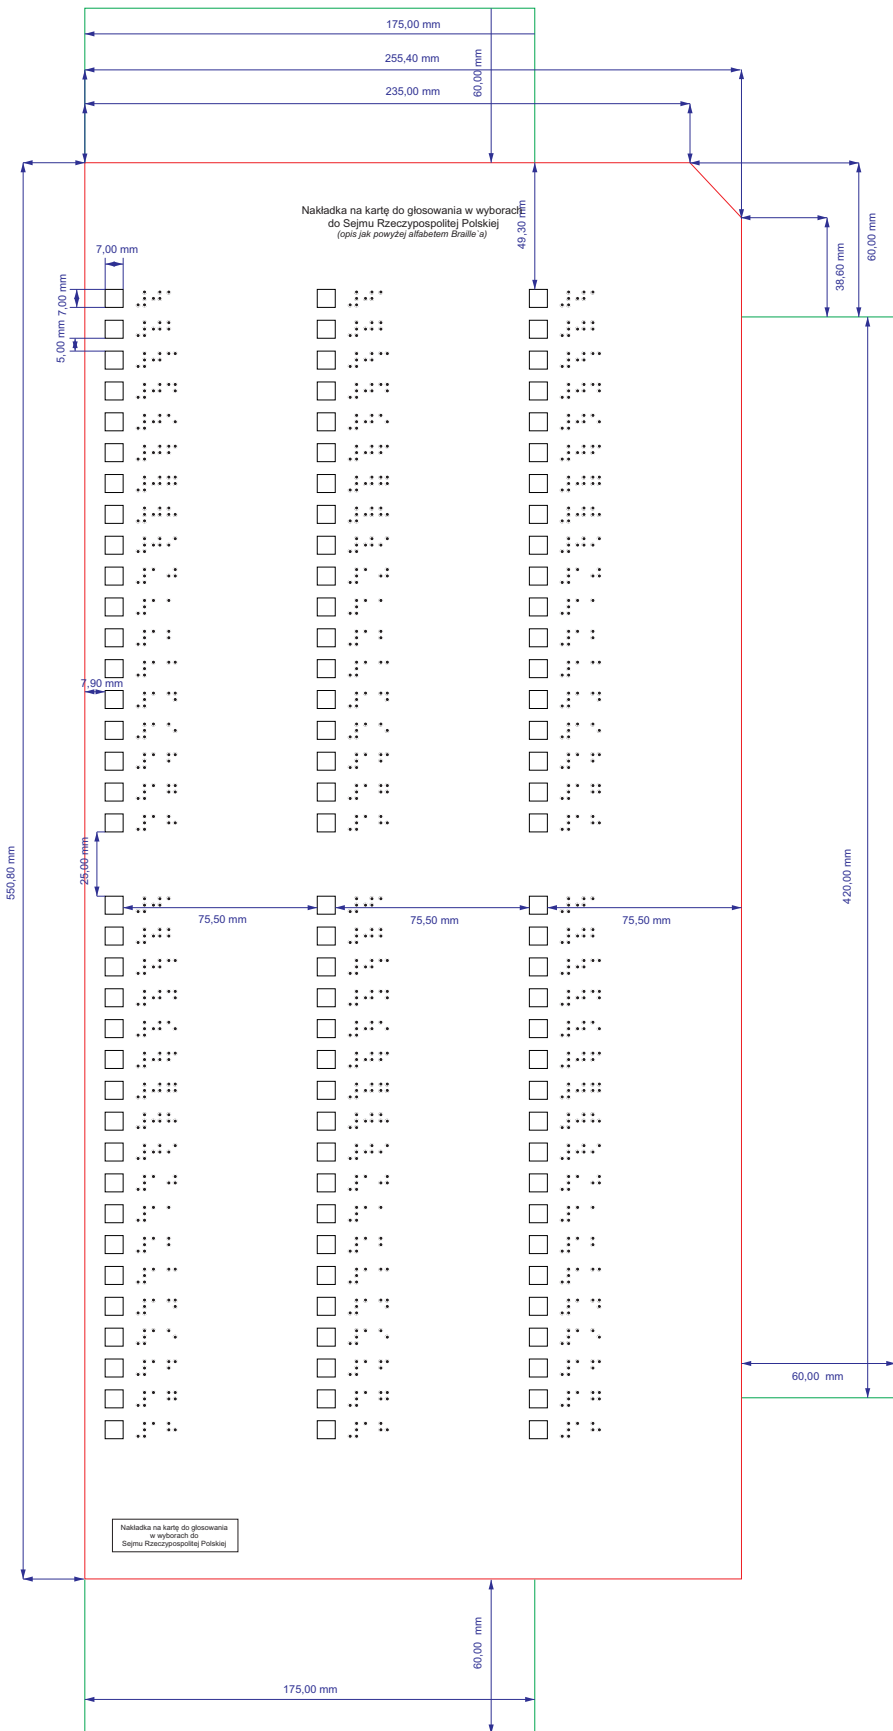 175,00 mm
255,40 mm
60,00 mm
235,00 mm
Nakładka na kartę do głosowania w wyborach
do Sejmu Rzeczypospolitej Polskiej
(opis jak powyżej alfabetem Braille`a)
49,30 mm
60,00 mm
38,60 mm
7,00 mm
7,00 mm
5,00 mm
7,90 mm
25,00 mm
550,80 mm
420,00 mm
75,50 mm
75,50 mm
75,50 mm
60,00 mm
Nakładka na kartę do głosowania
w wyborach do
Sejmu Rzeczypospolitej Polskiej
60,00 mm
175,00 mm